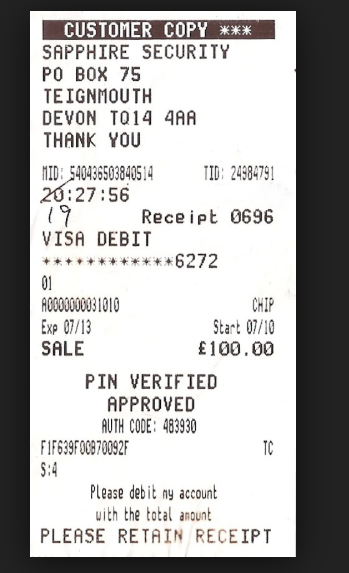 CUSTOMER COPY ***
SAPPHIRE SECURITY
PO BOX 75
TEIGNMOUTH
DEVON TQ14 4AA
THANK YOU
MID: 540436503840514 TID: 24984791
20:27:56
19 Receipt 0696
VISA DEBIT
************6272
01
A0000000031010 CHIP
Exp 07/13 Start 07/10
SALE £100.00
PIN VERIFIED
APPROVED
AUTH CODE: 483930
F1F639F00B70092F TC
S:4
Please debit my account
with the total amount
PLEASE RETAIN RECEIPT